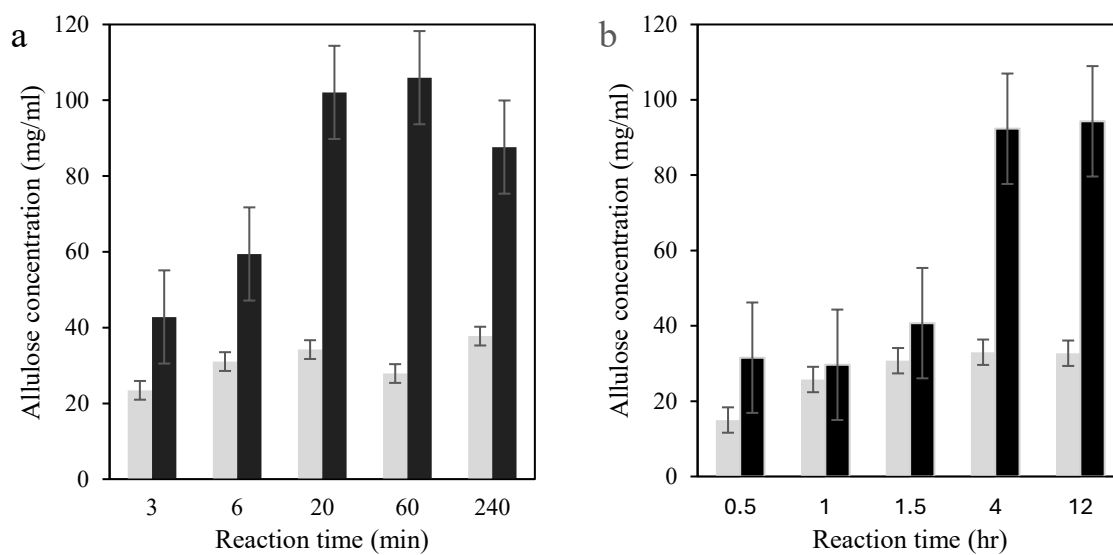 a
120
100
80
60
40
20
0
Allulose concentration (mg/ml)
3 6 20 60 240
Reaction time (min)
b
120
100
80
60
40
20
0
Allulose concentration (mg/ml)
0.5 1 1.5 4 12
Reaction time (hr)